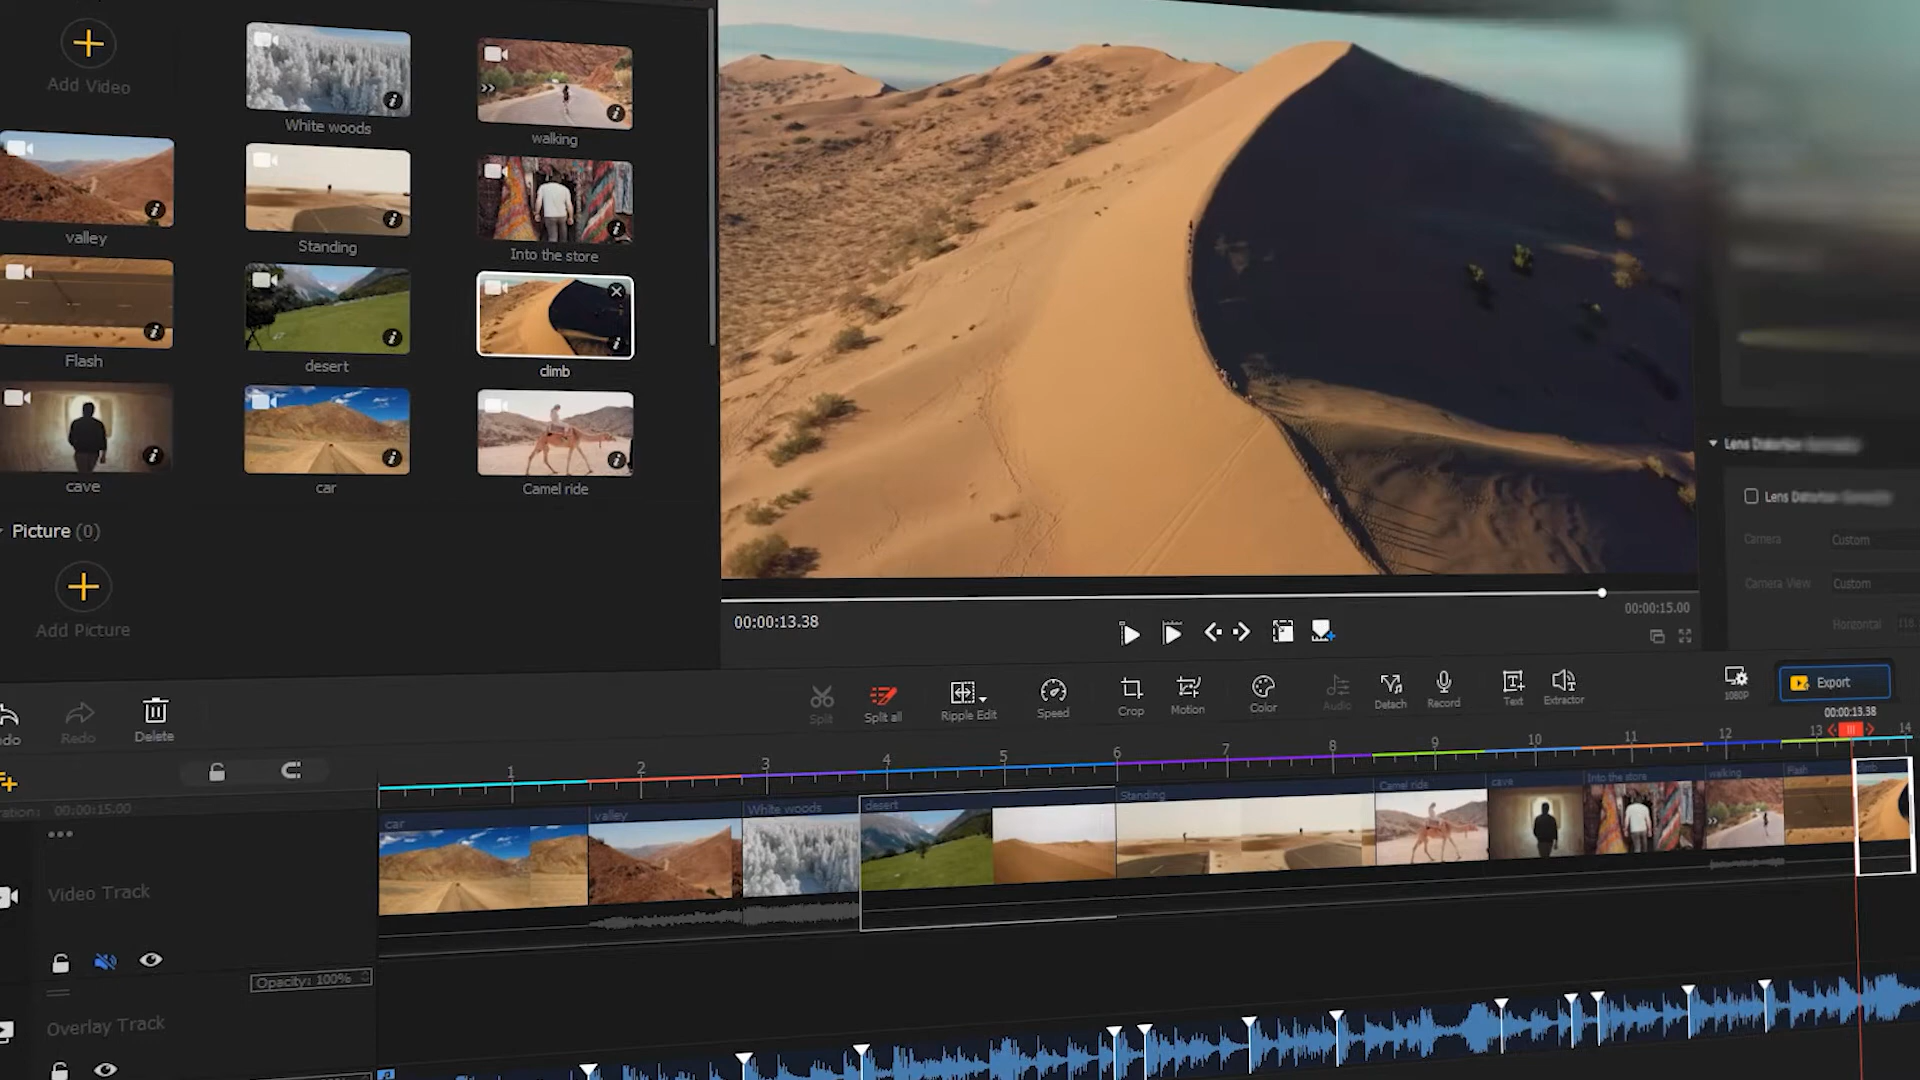 Add Video
White woods
walking
valley
Standing
Into the store
Flash
desert
climb
cave
car
Camel ride
Picture (0)
Add Picture
00:00:13.38
00:00:15.00
Lens Distortion
Lens Distortion
Camera
Custom
Camera View
Custom
Horizontal
Redo
Delete
Split
Split all
Ripple Edit
Speed
Crop
Motion
Color
Audio
Detach
Record
Text
Extractor
1080P
Export
00:00:13.38
1 2 3 4 5 6 7 8 9 10 11 12 13 14
00:00:15.00
car
valley
White woods
desert
Standing
Camel ride
cave
Into the store
walking
Flash
climb
Video Track
Opacity: 100%
Overlay Track